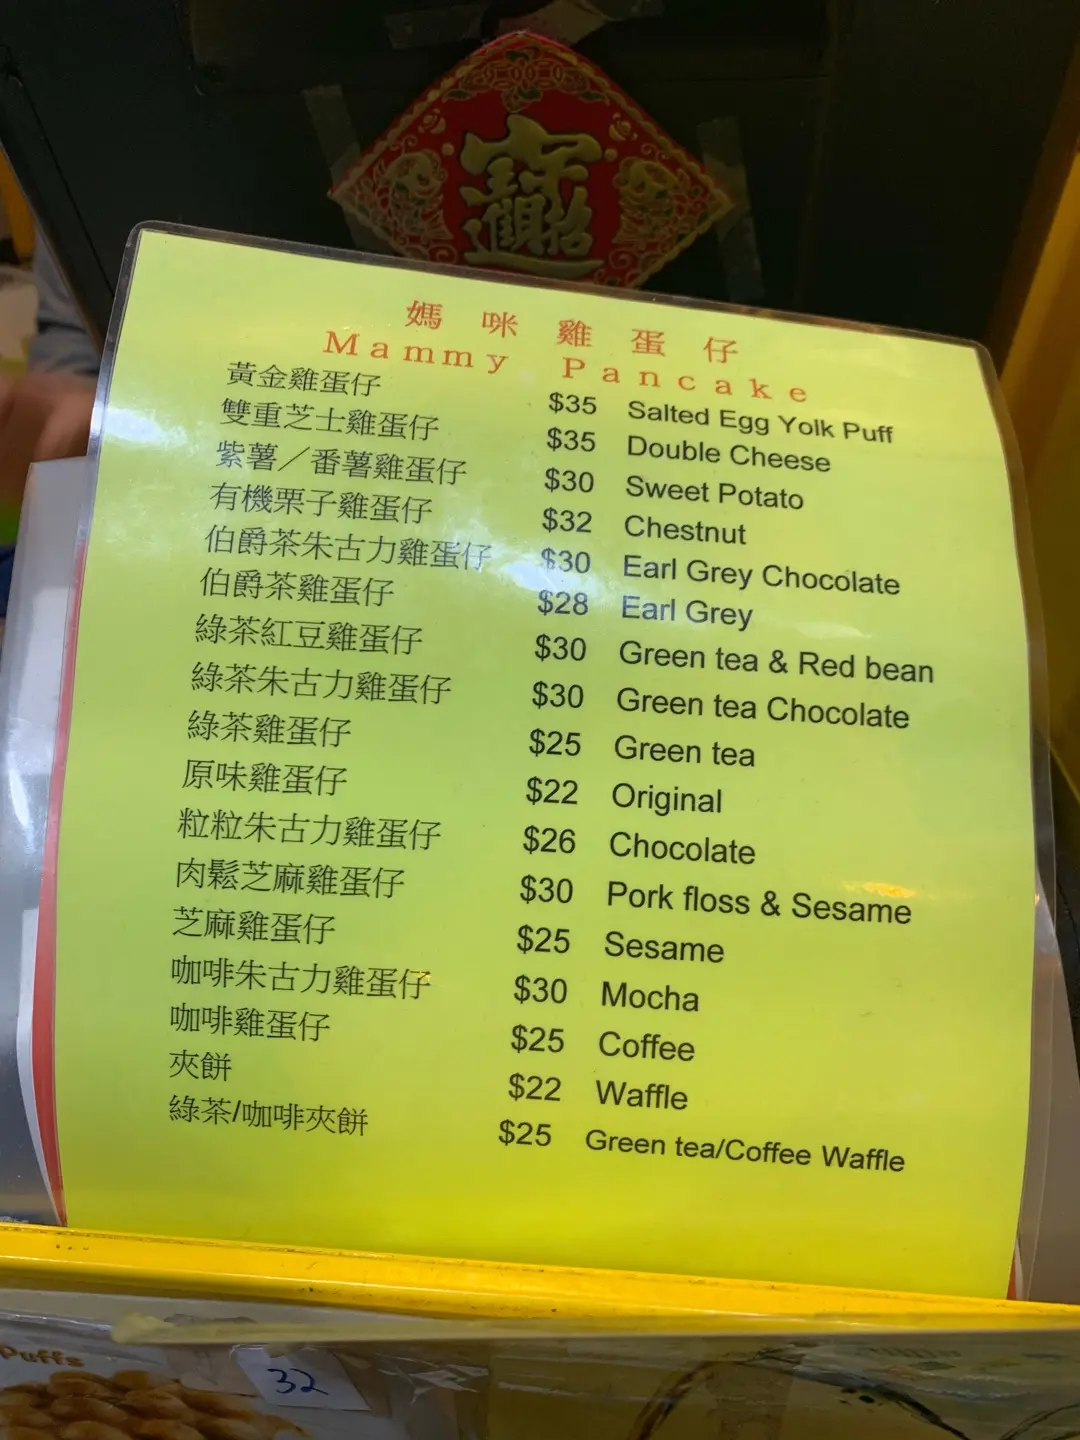 招財進寶
媽咪雞蛋仔
Mammy Pancake
黃金雞蛋仔 $35 Salted Egg Yolk Puff
雙重芝士雞蛋仔 $35 Double Cheese
紫薯／番薯雞蛋仔 $30 Sweet Potato
有機栗子雞蛋仔 $32 Chestnut
伯爵茶朱古力雞蛋仔 $30 Earl Grey Chocolate
伯爵茶雞蛋仔 $28 Earl Grey
綠茶紅豆雞蛋仔 $30 Green tea & Red bean
綠茶朱古力雞蛋仔 $30 Green tea Chocolate
綠茶雞蛋仔 $25 Green tea
原味雞蛋仔 $22 Original
粒粒朱古力雞蛋仔 $26 Chocolate
肉鬆芝麻雞蛋仔 $30 Pork floss & Sesame
芝麻雞蛋仔 $25 Sesame
咖啡朱古力雞蛋仔 $30 Mocha
咖啡雞蛋仔 $25 Coffee
夾餅 $22 Waffle
綠茶/咖啡夾餅 $25 Green tea/Coffee Waffle
Puffs
32